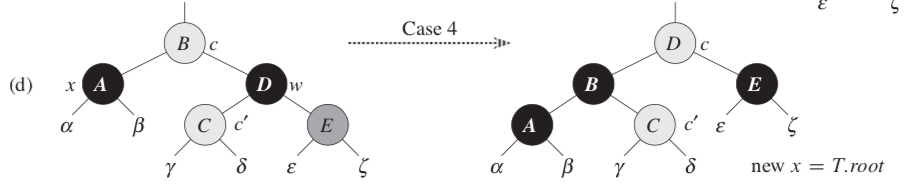 ε ζ
Case 4
B c D c
(d) x A D w B E
α β C c′ E A C c′ ε ζ
γ δ ε ζ α β γ δ new x = T.root